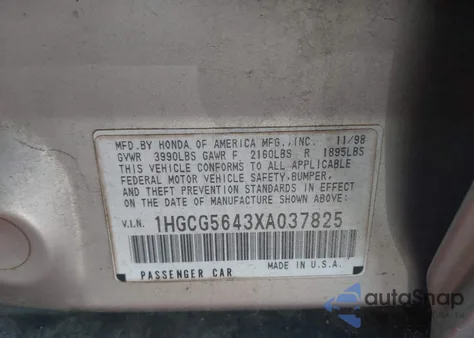 MFD.BY HONDA OF AMERICA MFG.,INC. 11/98
GVWR 3990LBS GAWR F 2160LBS R 1895LBS
THIS VEHICLE CONFORMS TO ALL APPLICABLE
FEDERAL MOTOR VEHICLE SAFETY,BUMPER,
AND THEFT PREVENTION STANDARDS IN EFFECT
ON THE DATE OF MANUFACTURE SHOWN ABOVE.
V.I.N. 1HGCG5643XA037825
PASSENGER CAR MADE IN U.S.A.
autoSnap